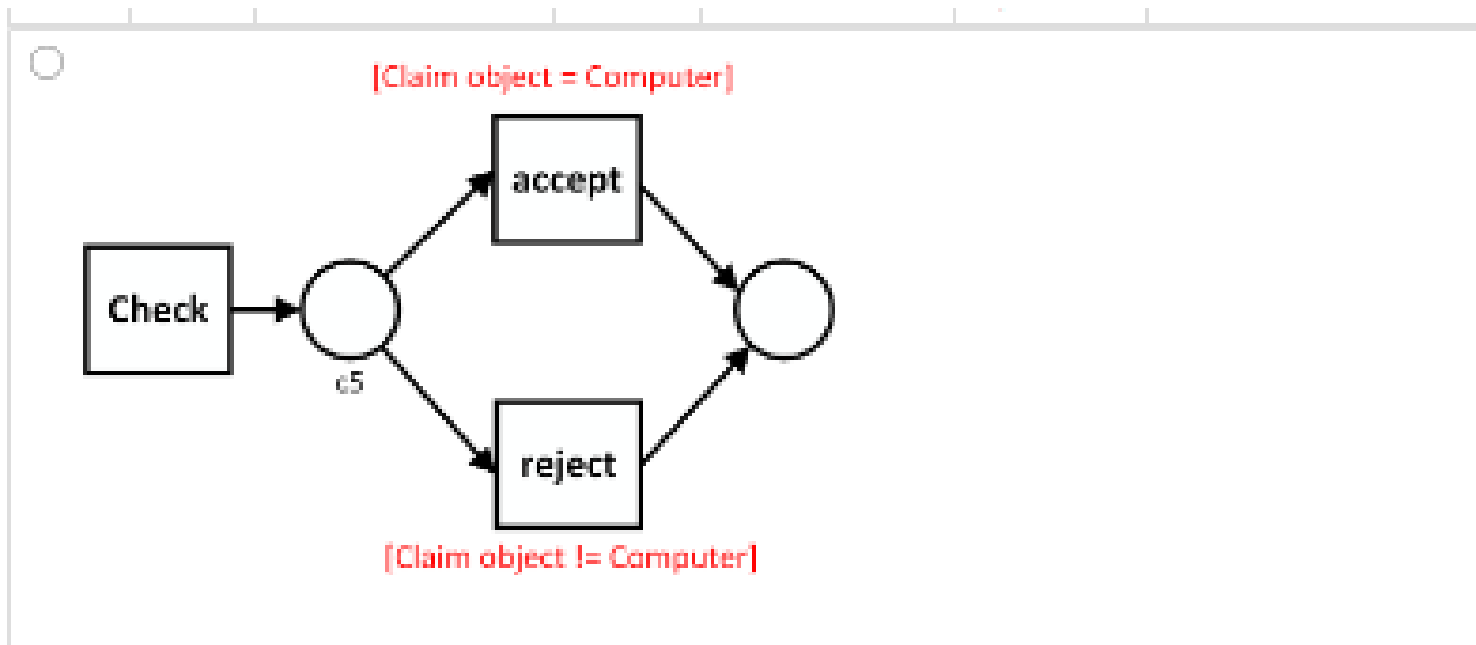 [Claim object = Computer]
accept
Check
c5
reject
[Claim object != Computer]